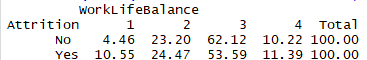 WorkLifeBalance
Attrition 1 2 3 4 Total
No 4.46 23.20 62.12 10.22 100.00
Yes 10.55 24.47 53.59 11.39 100.00